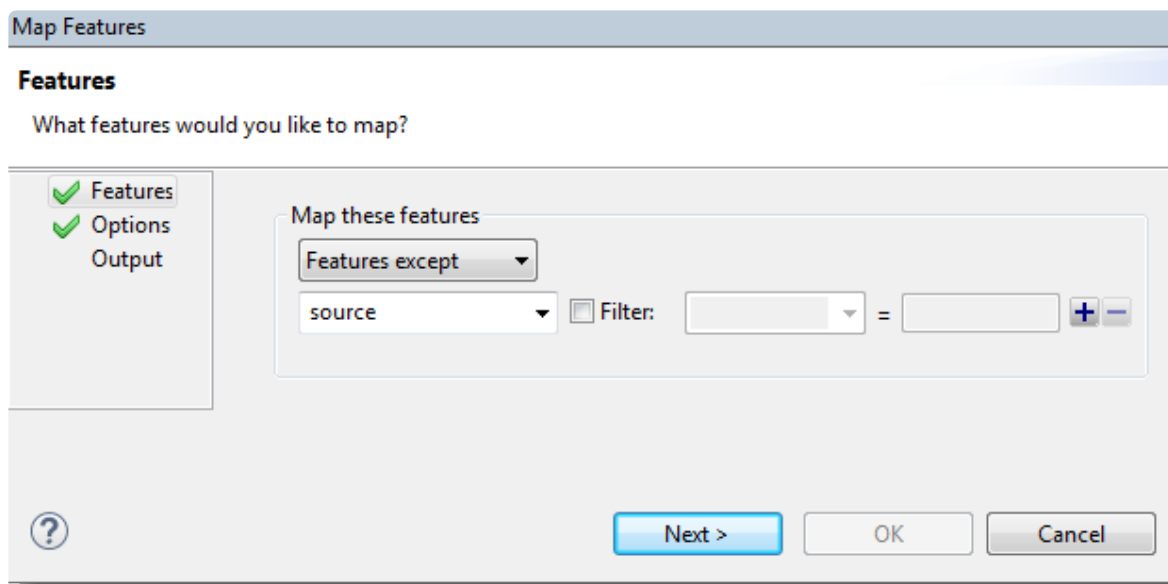 Map Features
Features
What features would you like to map?
Features
Options
Output
Map these features
Features except
source Filter: = + −
? Next > OK Cancel